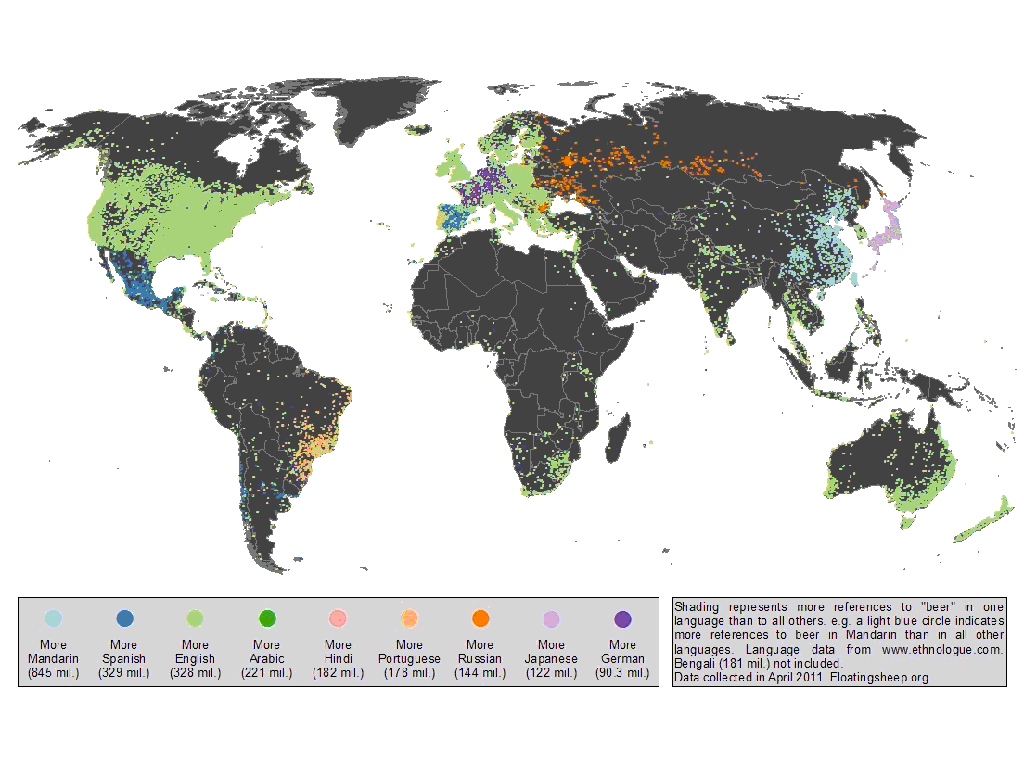 More More More More More More More More More
Mandarin Spanish English Arabic Hindi Portuguese Russian Japanese German
(845 mil.) (329 mil.) (328 mil.) (221 mil.) (182 mil.) (178 mil.) (144 mil.) (122 mil.) (90.3 mil.)
Shading represents more references to "beer" in one
language than to all others. e.g. a light blue circle indicates
more references to beer in Mandarin than in all other
languages. Language data from www.ethnologue.com.
Bengali (181 mil.) not included.
Data collected in April 2011. Floatingsheep.org